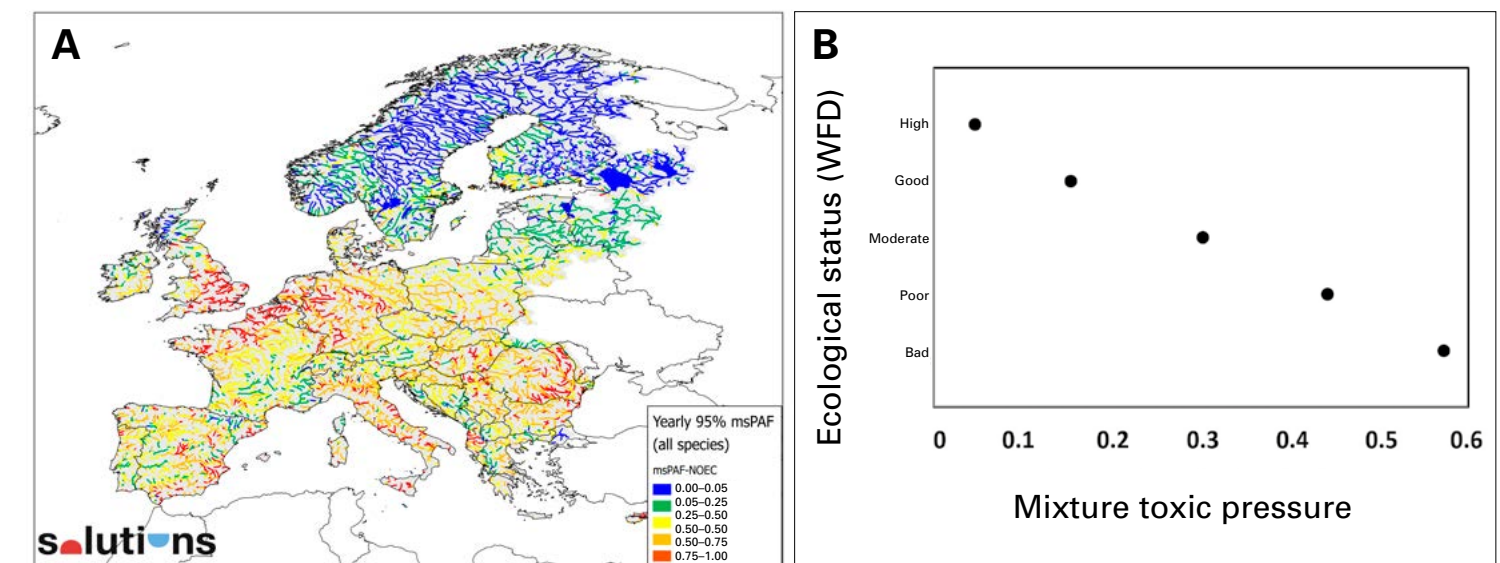 A
Yearly 95% msPAF
(all species)
msPAF-NOEC
0.00–0.05
0.05–0.25
0.25–0.50
0.50–0.50
0.50–0.75
0.75–1.00
sluti ns
B
Ecological status (WFD)
High
Good
Moderate
Poor
Bad
0 0.1 0.2 0.3 0.4 0.5 0.6
Mixture toxic pressure